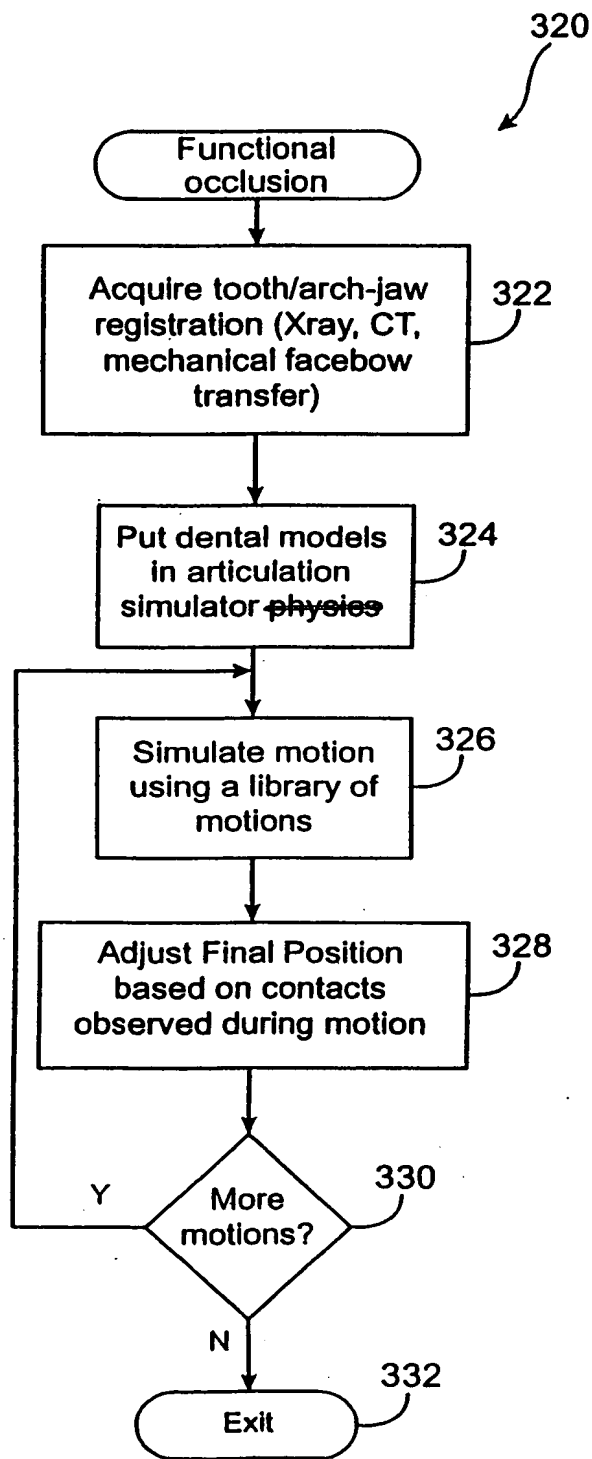 320
Functional
occlusion
Acquire tooth/arch-jaw
registration (Xray, CT,
mechanical facebow
transfer)
322
Put dental models
in articulation
simulator physics
324
Simulate motion
using a library of
motions
326
Adjust Final Position
based on contacts
observed during motion
328
More
motions?
330
Y
N
Exit
332